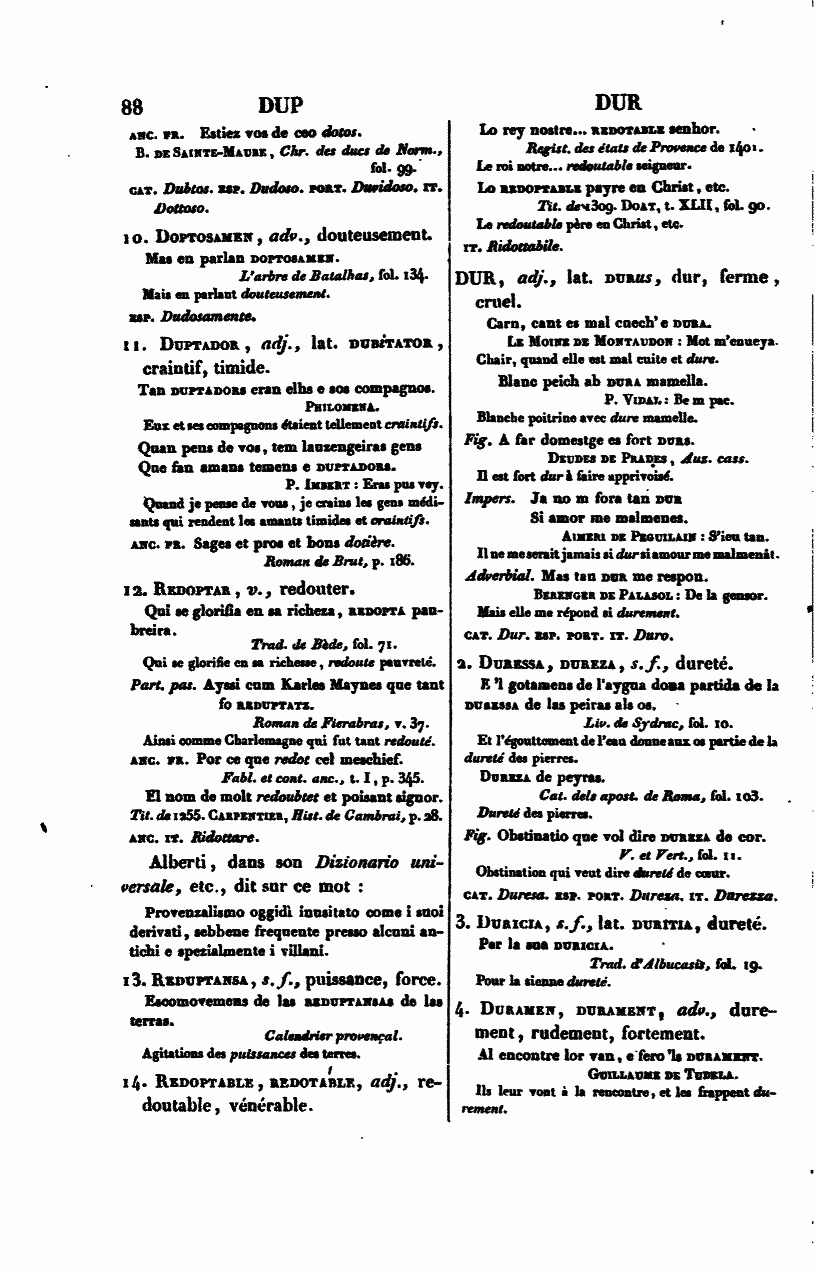 88 DUP
ANC. FR. Estiez vos de ceo dotos.
B. DE SAINTE-MAURE, Chr. des ducs de Norm.,
fol. 99.
CAT. Dubtos. ESP. Dudoso. PORT. Duvidoso. IT.
Dottoso.
10. DOPTOSAMEN, adv., douteusement.
Mas en parlan DOPTOSAMEN.
L'arbre de Batalhas, fol. 134.
Mais en parlant douteusement.
ESP. Dudosamente.
11. DUPTADOR, adj., lat. DUBITATOR,
craintif, timide.
Tan DUPTADORS eran elhs e sos compagnos.
PHILOMENA.
Eux et ses compagnons étaient tellement craintifs.
Quan pens de vos, tem lauzengeiras gens
Que fan amans temens e DUPTADORS.
P. IMBERT : Eras pus vey.
Quand je pense de vous, je crains les gens médi-
sants qui rendent les amants timides et craintifs.
ANC. FR. Sages et pros et bons dotière.
Roman de Brut, p. 186.
12. REDOPTAR, v., redouter.
Qui se glorifia en sa richeza, REDOPTA pau-
breira.
Trad. de Bède, fol. 71.
Qui se glorifie en sa richesse, redoute pauvreté.
Part. pas. Ayssi cum Karles Maynes que tant
fo REDUPTATZ.
Roman de Fierabras, v. 37.
Ainsi comme Charlemagne qui fut tant redouté.
ANC. FR. Por ce que redot cel meschief.
Fabl. et cont. anc., t. I, p. 345.
El nom de molt redoubtet et poisant signor.
Tit. de 1255. CARPENTIER, Hist. de Cambrai, p. 28.
ANC. IT. Ridottare.
Alberti, dans son Dizionario uni-
versale, etc., dit sur ce mot :
Provenzalismo oggidì inusitato come i suoi
derivati, sebbene frequente presso alcuni an-
tichi e spezialmente i villani.
13. REDUPTANSA, s. f., puissance, force.
Escomovemens de las REDUPTANSAS de las
terras.
Calendrier provençal.
Agitations des puissances des terres.
14. REDOPTABLE, REDOTABLE, adj., re-
doutable, vénérable.
DUR
Lo rey nostre... REDOTABLE senhor.
Regist. des états de Provence de 1401.
Le roi notre... redoutable seigneur.
Lo REDOPTABLE payre en Christ, etc.
Tit. de 1309. DOAT, t. XLII, fol. 90.
Le redoutable père en Christ, etc.
IT. Ridottabile.
DUR, adj., lat. DURUS, dur, ferme,
cruel.
Carn, cant es mal cuech' e DURA.
LE MOINE DE MONTAUDON : Mot m'enueya.
Chair, quand elle est mal cuite et dure.
Blanc peich ab DURA mamella.
P. VIDAL : Be m pac.
Blanche poitrine avec dure mamelle.
Fig. A far domestge es fort DURS.
DEUDES DE PRADES, Auz. cass.
Il est fort dur à faire apprivoisé.
Impers. Ja no m fora tan DUR
Si amor me malmenes.
AIMERI DE PEGUILAIN : S'ieu tan.
Il ne me serait jamais si dur si amour me malmenât.
Adverbial. Mas tan DUR me respon.
BERENGER DE PALASOL : De la gensor.
Mais elle me répond si durement.
CAT. Dur. ESP. PORT. IT. Duro.
2. DURESSA, DUREZA, s. f., dureté.
E 'l gotamens de l'aygua dona partida de la
DURESSA de las peiras als os.
Liv. de Sydrac, fol. 10.
Et l'égouttement de l'eau donne aux os partie de la
dureté des pierres.
DUREZA de peyras.
Cat. dels apost. de Roma, fol. 103.
Dureté des pierres.
Fig. Obstinatio que vol dire DUREZA de cor.
V. et Vert., fol. 11.
Obstination qui veut dire dureté de cœur.
CAT. Duresa. ESP. PORT. Dureza. IT. Durezza.
3. DURICIA, s. f., lat. DURITIA, dureté.
Per la sua DURICIA.
Trad. d'Albucasis, fol. 19.
Pour la sienne dureté.
4. DURAMEN, DURAMENT, adv., dure-
ment, rudement, fortement.
Al encontre lor van, e fero 'ls DURAMENT.
GUILLAUME DE TUDELA.
Ils leur vont à la rencontre, et les frappent du-
rement.